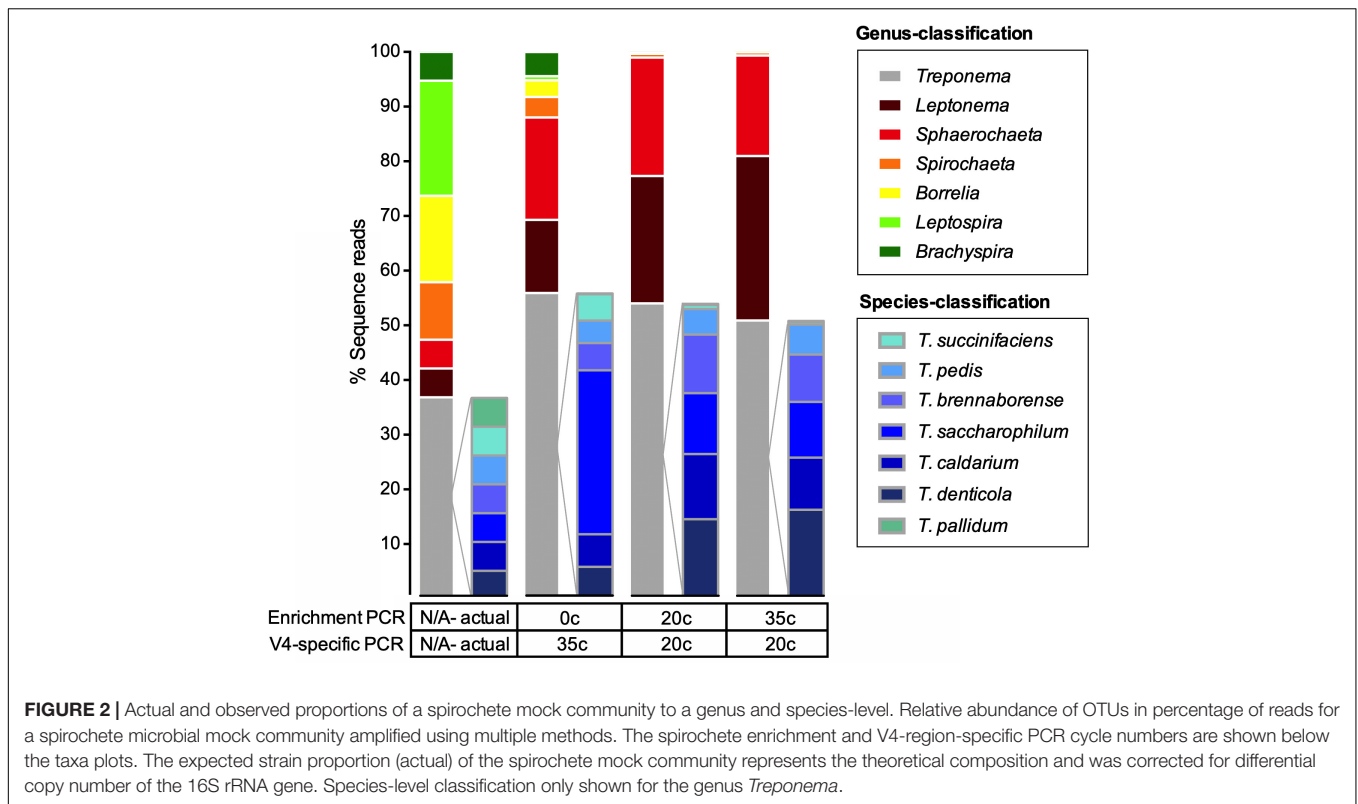 Genus-classification
Treponema
Leptonema
Sphaerochaeta
Spirochaeta
Borrelia
Leptospira
Brachyspira
Species-classification
T. succinifaciens
T. pedis
T. brennaborense
T. saccharophilum
T. caldarium
T. denticola
T. pallidum
% Sequence reads
100
90
80
70
60
50
40
30
20
10
Enrichment PCR N/A- actual 0c 20c 35c
V4-specific PCR N/A- actual 35c 20c 20c
FIGURE 2 | Actual and observed proportions of a spirochete mock community to a genus and species-level. Relative abundance of OTUs in percentage of reads for
a spirochete microbial mock community amplified using multiple methods. The spirochete enrichment and V4-region-specific PCR cycle numbers are shown below
the taxa plots. The expected strain proportion (actual) of the spirochete mock community represents the theoretical composition and was corrected for differential
copy number of the 16S rRNA gene. Species-level classification only shown for the genus Treponema.